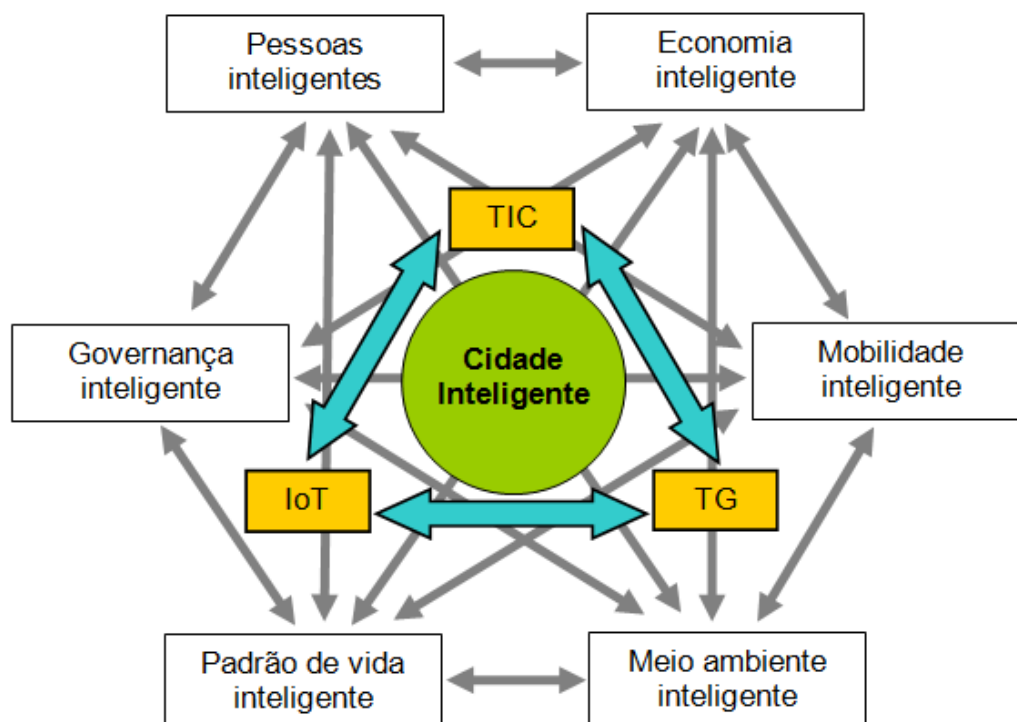 Pessoas
inteligentes
Economia
inteligente
TIC
Governança
inteligente
Cidade
Inteligente
Mobilidade
inteligente
IoT
TG
Padrão de vida
inteligente
Meio ambiente
inteligente